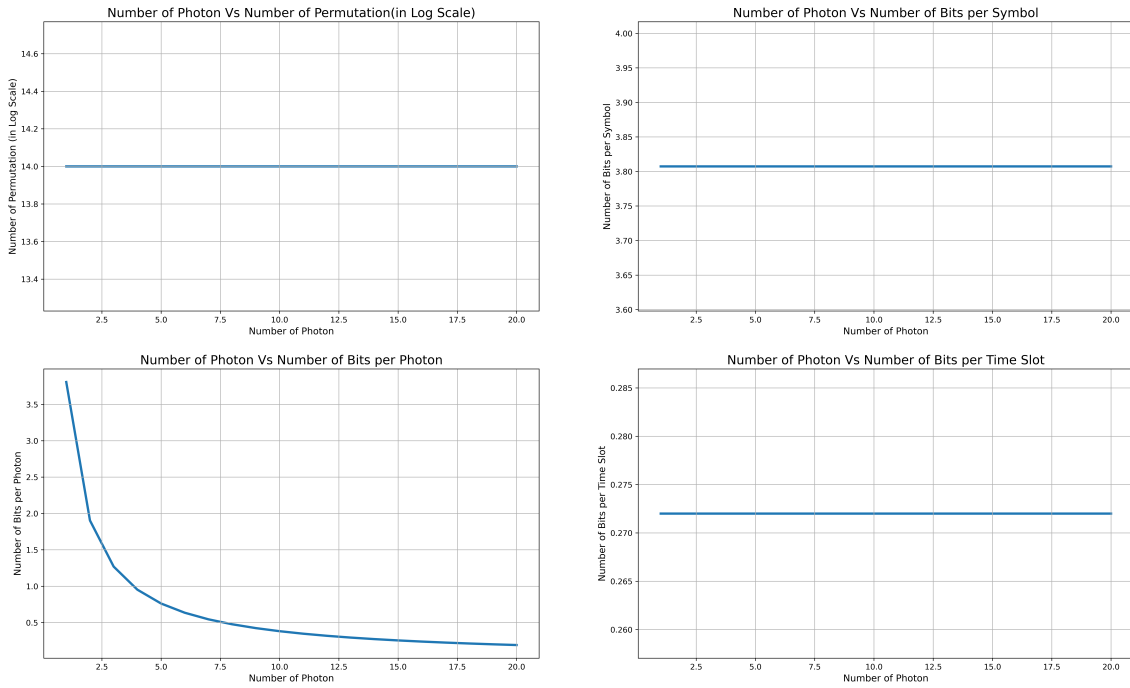 Number of Photon Vs Number of Permutation(in Log Scale)
Number of Permutation (in Log Scale)
14.6
14.4
14.2
14.0
13.8
13.6
13.4
2.5 5.0 7.5 10.0 12.5 15.0 17.5 20.0
Number of Photon
Number of Photon Vs Number of Bits per Symbol
Number of Bits per Symbol
4.00
3.95
3.90
3.85
3.80
3.75
3.70
3.65
3.60
2.5 5.0 7.5 10.0 12.5 15.0 17.5 20.0
Number of Photon
Number of Photon Vs Number of Bits per Photon
Number of Bits per Photon
3.5
3.0
2.5
2.0
1.5
1.0
0.5
2.5 5.0 7.5 10.0 12.5 15.0 17.5 20.0
Number of Photon
Number of Photon Vs Number of Bits per Time Slot
Number of Bits per Time Slot
0.285
0.280
0.275
0.270
0.265
0.260
2.5 5.0 7.5 10.0 12.5 15.0 17.5 20.0
Number of Photon